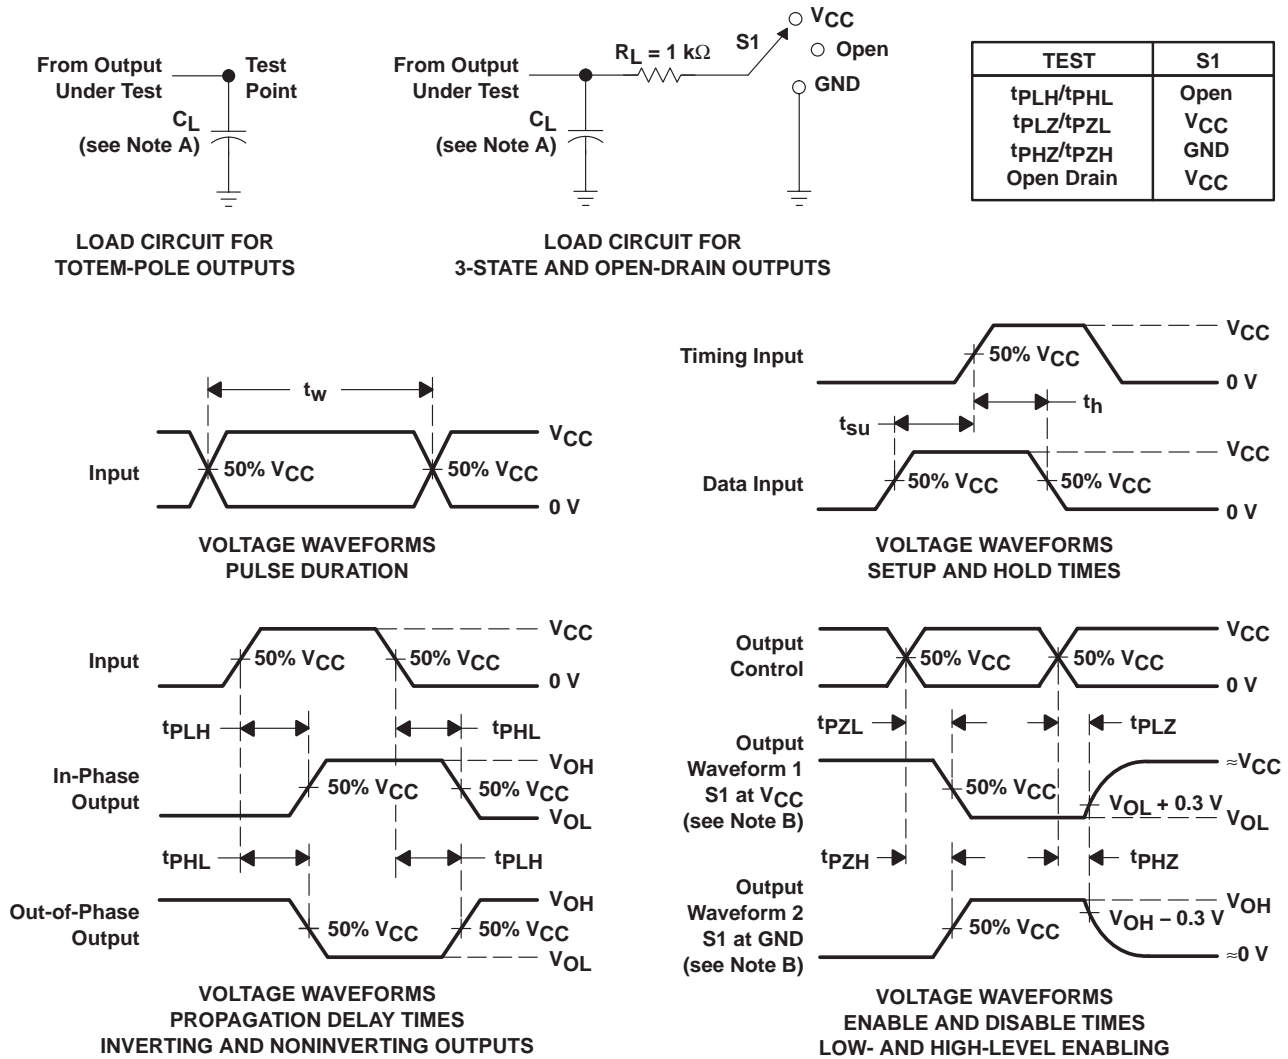 From Output
Under Test
Test
Point
CL
(see Note A)
LOAD CIRCUIT FOR
TOTEM-POLE OUTPUTS
From Output
Under Test
RL = 1 kΩ
S1
VCC
Open
GND
CL
(see Note A)
LOAD CIRCUIT FOR
3-STATE AND OPEN-DRAIN OUTPUTS
TEST S1
tPLH/tPHL Open
tPLZ/tPZL VCC
tPHZ/tPZH GND
Open Drain VCC
tw
Input
VCC
50% VCC
50% VCC
0 V
VOLTAGE WAVEFORMS
PULSE DURATION
Timing Input
VCC
50% VCC
0 V
th
tsu
Data Input
VCC
50% VCC
50% VCC
0 V
VOLTAGE WAVEFORMS
SETUP AND HOLD TIMES
Input
VCC
50% VCC
50% VCC
0 V
tPLH
tPHL
In-Phase
Output
VOH
50% VCC
50% VCC
VOL
tPHL
tPLH
Out-of-Phase
Output
VOH
50% VCC
50% VCC
VOL
VOLTAGE WAVEFORMS
PROPAGATION DELAY TIMES
INVERTING AND NONINVERTING OUTPUTS
Output
Control
VCC
50% VCC
50% VCC
0 V
tPZL
tPLZ
Output
Waveform 1
S1 at VCC
(see Note B)
≈VCC
50% VCC
VOL + 0.3 V
VOL
tPZH
tPHZ
Output
Waveform 2
S1 at GND
(see Note B)
VOH
50% VCC
VOH − 0.3 V
≈0 V
VOLTAGE WAVEFORMS
ENABLE AND DISABLE TIMES
LOW- AND HIGH-LEVEL ENABLING